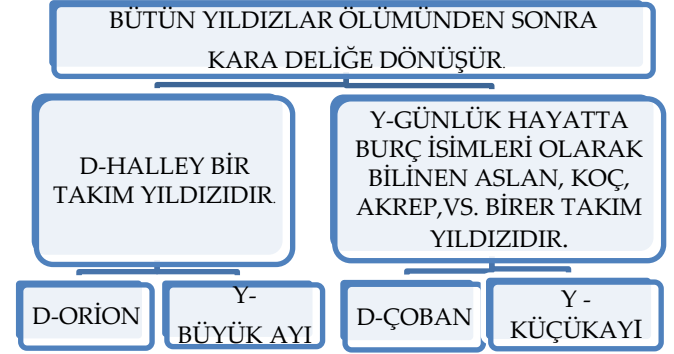 BÜTÜN YILDIZLAR ÖLÜMÜNDEN SONRA
KARA DELİĞE DÖNÜŞÜR.
D-HALLEY BİR
TAKIM YILDIZIDIR.
Y-GÜNLÜK HAYATTA
BURÇ İSİMLERİ OLARAK
BİLİNEN ASLAN, KOÇ,
AKREP,VS. BİRER TAKIM
YILDIZIDIR.
D-ORİON
Y-
BÜYÜK AYI
D-ÇOBAN
Y -
KÜÇÜKAYİ